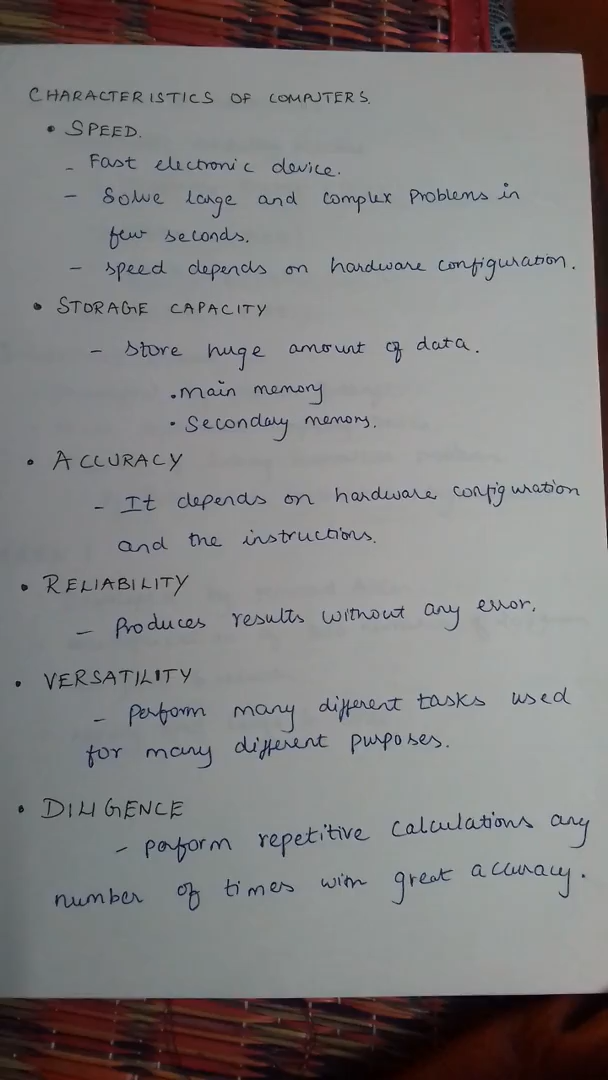 CHARACTERISTICS OF COMPUTERS.
• SPEED.
- Fast electronic device.
- Solve large and complex problems in
few seconds.
- speed depends on hardware configuration.
• STORAGE CAPACITY
- store huge amount of data.
• main memory
• Secondary memory.
• ACCURACY
- It depends on hardware configuration
and the instructions.
• RELIABILITY
- Produces results without any error.
• VERSATILITY
- perform many different tasks used
for many different purposes.
• DILIGENCE
- perform repetitive calculations any
number of times with great accuracy.